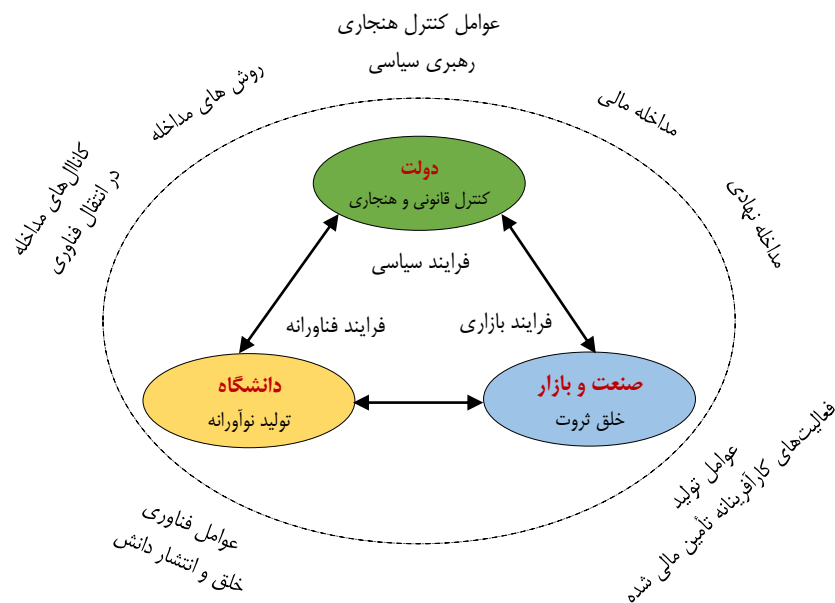 عوامل کنترل هنجاری
رهبری سیاسی
روش های مداخله
مداخله مالی
کاناال‌های مداخله
در انتقال فناوری
مداخله نهادی
دولت
کنترل قانونی و هنجاری
فرایند سیاسی
فرایند فناورانه
فرایند بازاری
دانشگاه
تولید نوآورانه
صنعت و بازار
خلق ثروت
عوامل تولید
فعالیت‌های کارآفرینانه تأمین مالی شده
عوامل فناوری
خلق و انتشار دانش